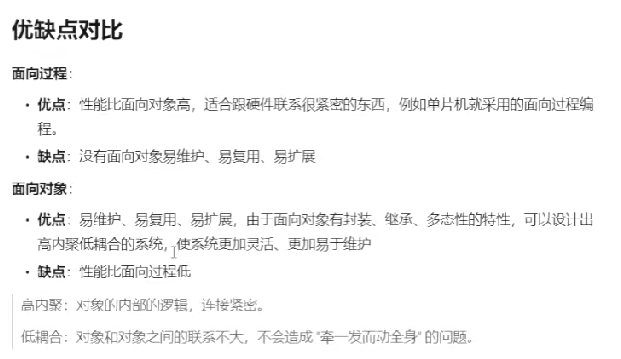 优缺点对比
面向过程：
• 优点：性能比面向对象高，适合跟硬件联系很紧密的东西，例如单片机就采用的面向过程编
程。
• 缺点：没有面向对象易维护、易复用、易扩展
面向对象：
• 优点：易维护、易复用、易扩展，由于面向对象有封装、继承、多态性的特性，可以设计出
高内聚低耦合的系统，使系统更加灵活、更加易于维护
• 缺点：性能比面向过程低
高内聚：对象的内部的逻辑，连接紧密。
低耦合：对象和对象之间的联系不大，不会造成“牵一发而动全身”的问题。